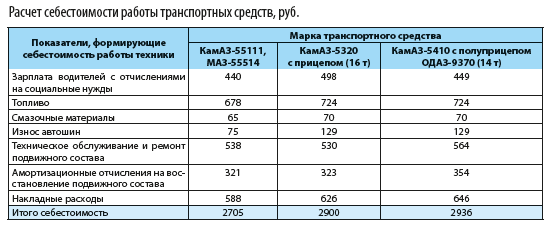 Расчет себестоимости работы транспортных средств, руб.
Показатели, формирующие себестоимость работы техники
Марка транспортного средства
КамАЗ-55111, МАЗ-55514
КамАЗ-5320 с прицепом (16 т)
КамАЗ-5410 с полуприцепом ОДАЗ-9370 (14 т)
Зарплата водителей с отчислениями на социальные нужды 440 498 449
Топливо 678 724 724
Смазочные материалы 65 70 70
Износ автошин 75 129 129
Техническое обслуживание и ремонт подвижного состава 538 530 564
Амортизационные отчисления на восстановление подвижного состава 321 323 354
Накладные расходы 588 626 646
Итого себестоимость 2705 2900 2936